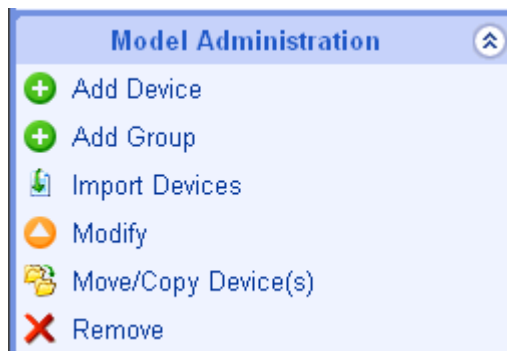 Model Administration
Add Device
Add Group
Import Devices
Modify
Move/Copy Device(s)
Remove